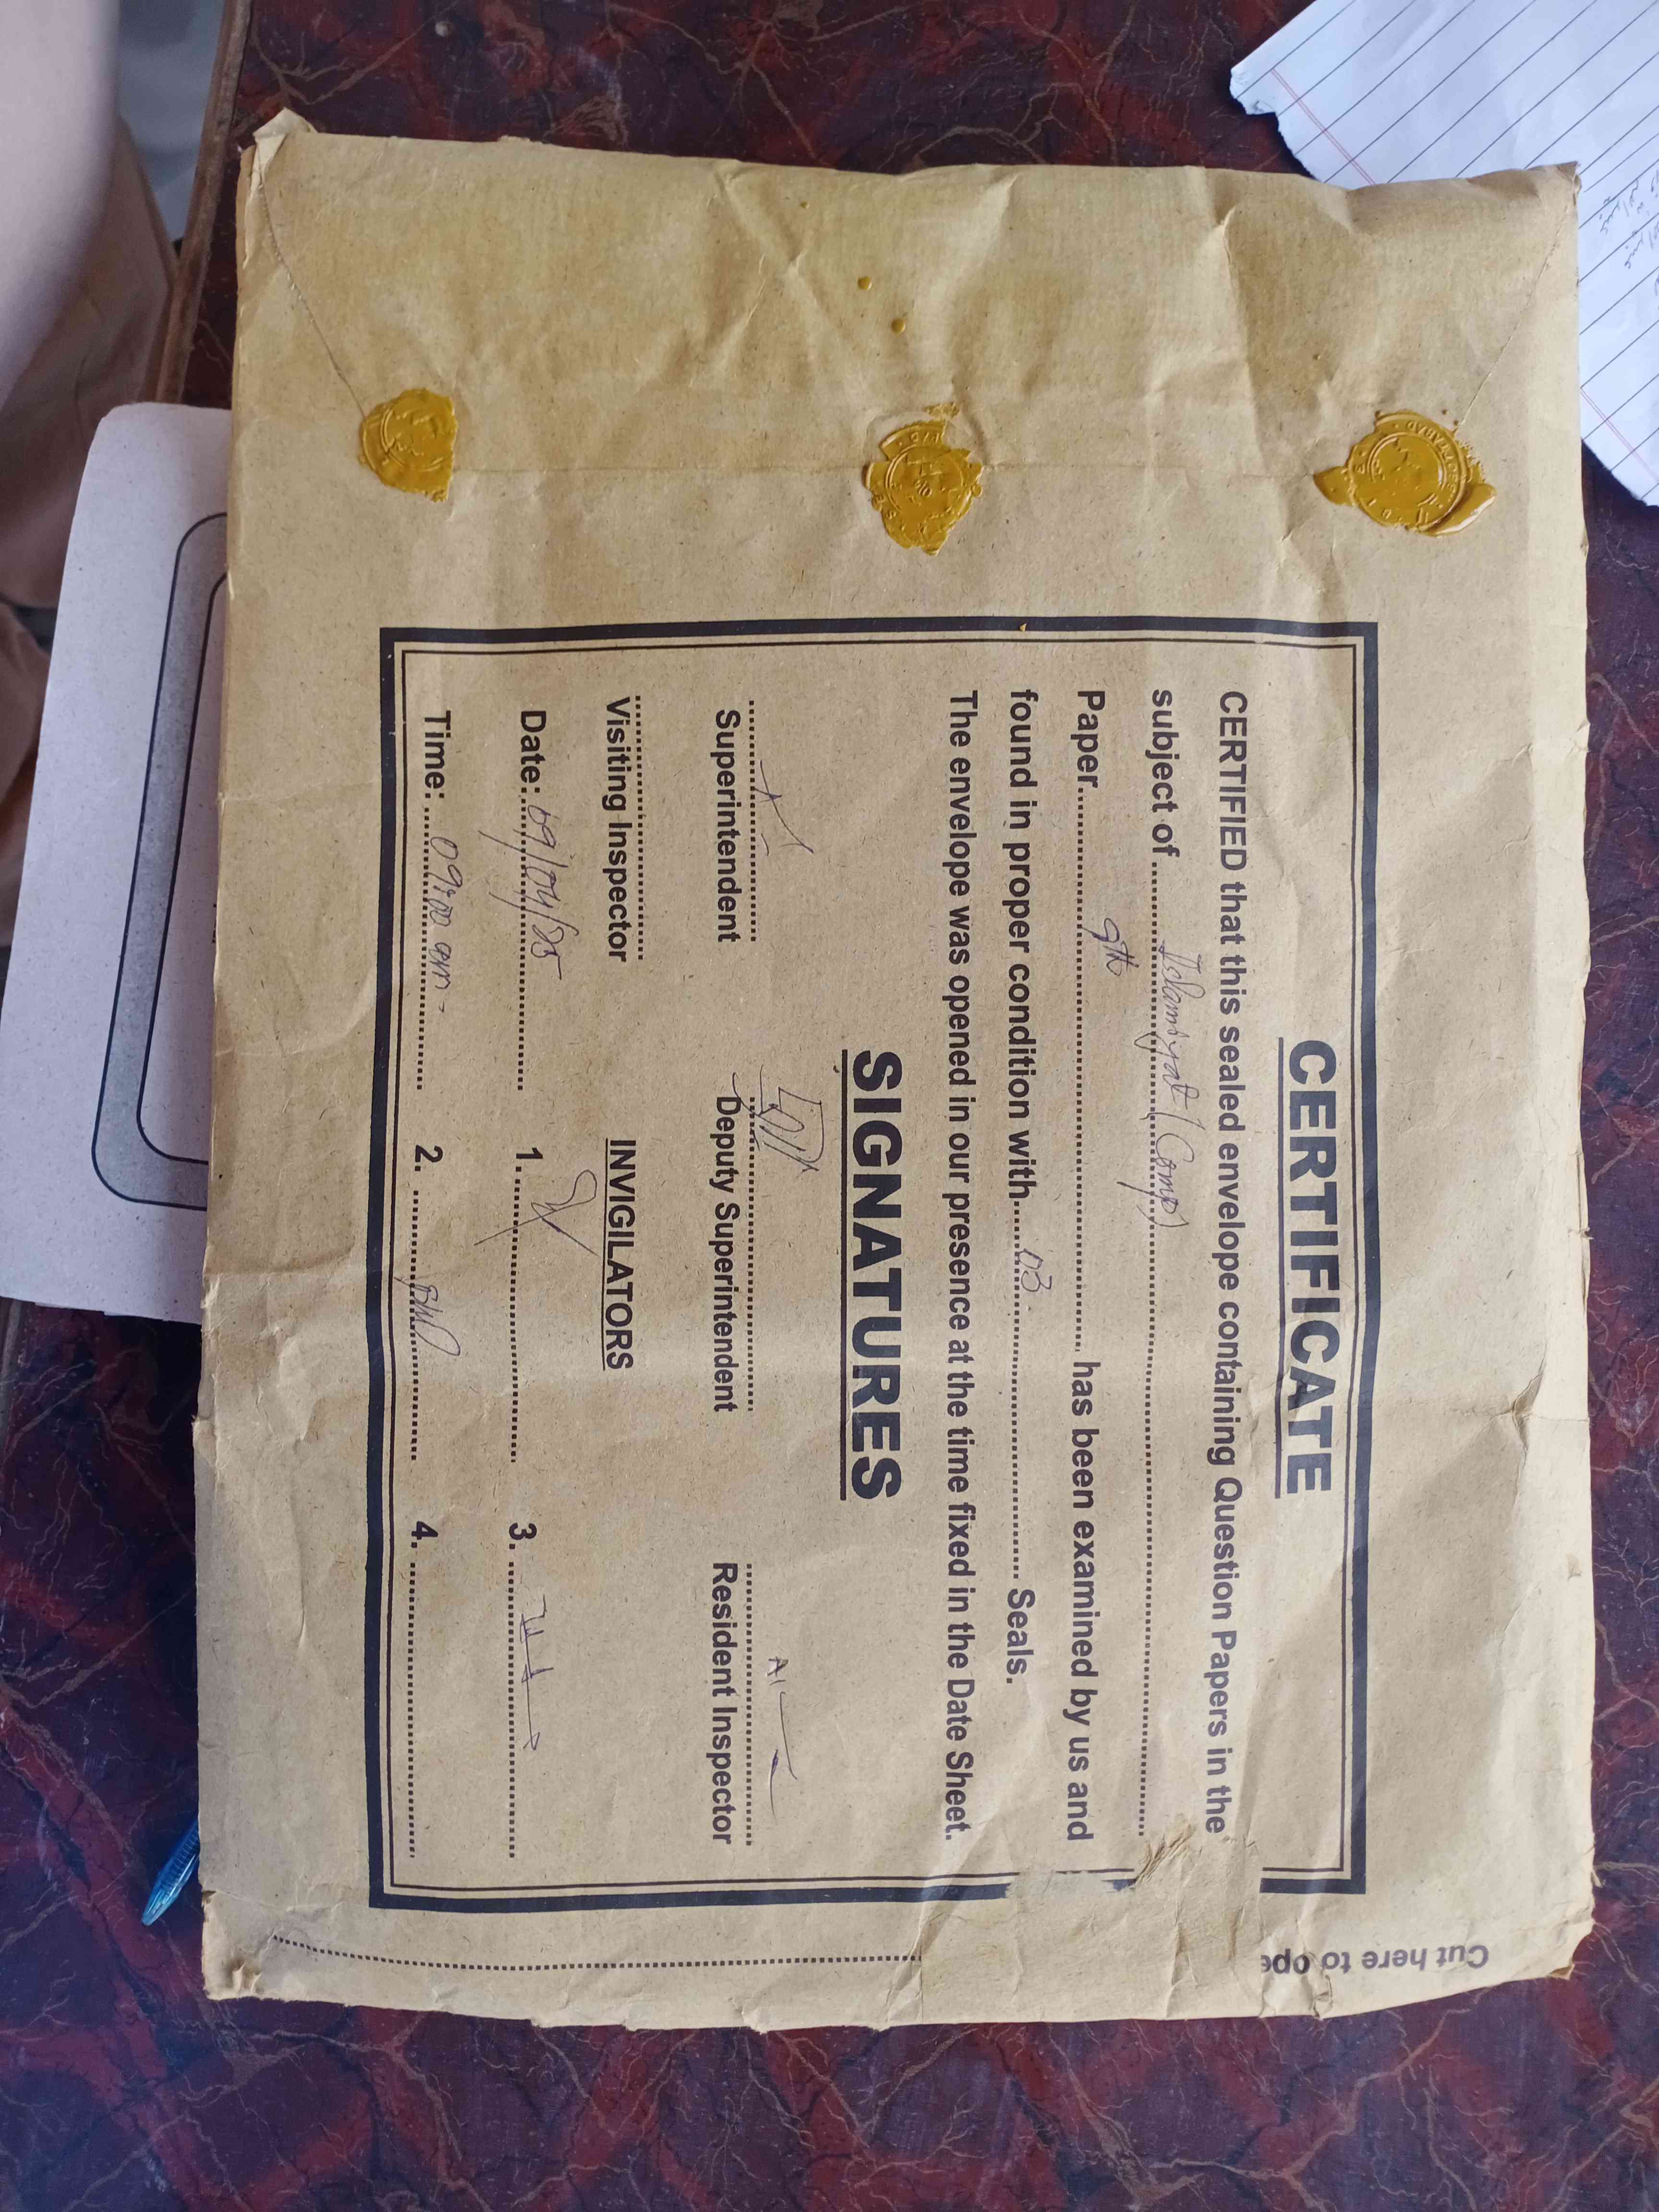 CERTIFICATE
CERTIFIED that this sealed envelope containing Question Papers in the
subject of ........ Islamiyat (Comp) ........
Paper........ 9th ........ has been examined by us and
found in proper condition with........ 03 ........ Seals.
The envelope was opened in our presence at the time fixed in the Date Sheet.
SIGNATURES
Superintendent Deputy Superintendent Resident Inspector
Visiting Inspector INVIGILATORS
Date: 09/04/25 1. 3.
Time: 09:00 am - 2. 4.
Cut here to ope